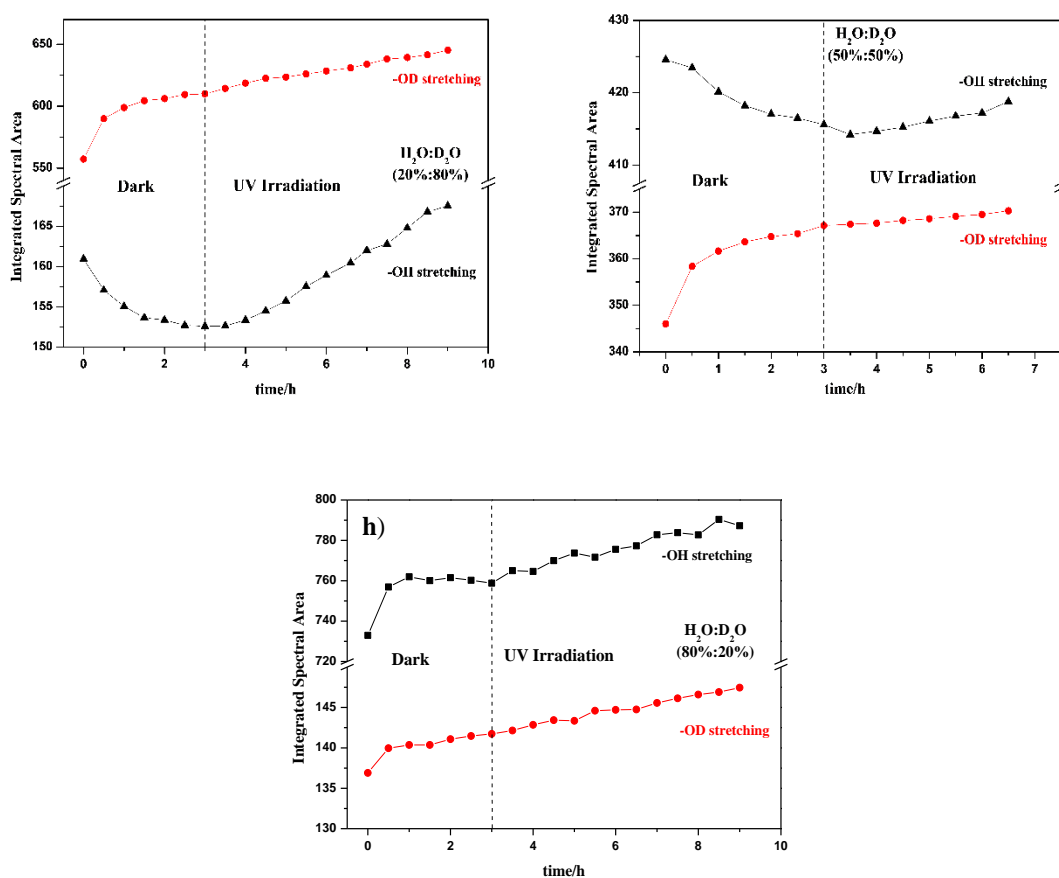 650
600
550
165
160
155
150
0
2
4
6
8
10
Integrated Spectral Area
time/h
-OD stretching
H2O:D2O
(20%:80%)
Dark
UV Irradiation
-OH stretching
430
420
410
370
360
350
340
0
1
2
3
4
5
6
7
Integrated Spectral Area
time/h
H2O:D2O
(50%:50%)
-OH stretching
Dark
UV Irradiation
-OD stretching
800
780
760
740
720
145
140
135
130
0
2
4
6
8
10
Integrated Spectral Area
time/h
h)
-OH stretching
H2O:D2O
(80%:20%)
Dark
UV Irradiation
-OD stretching